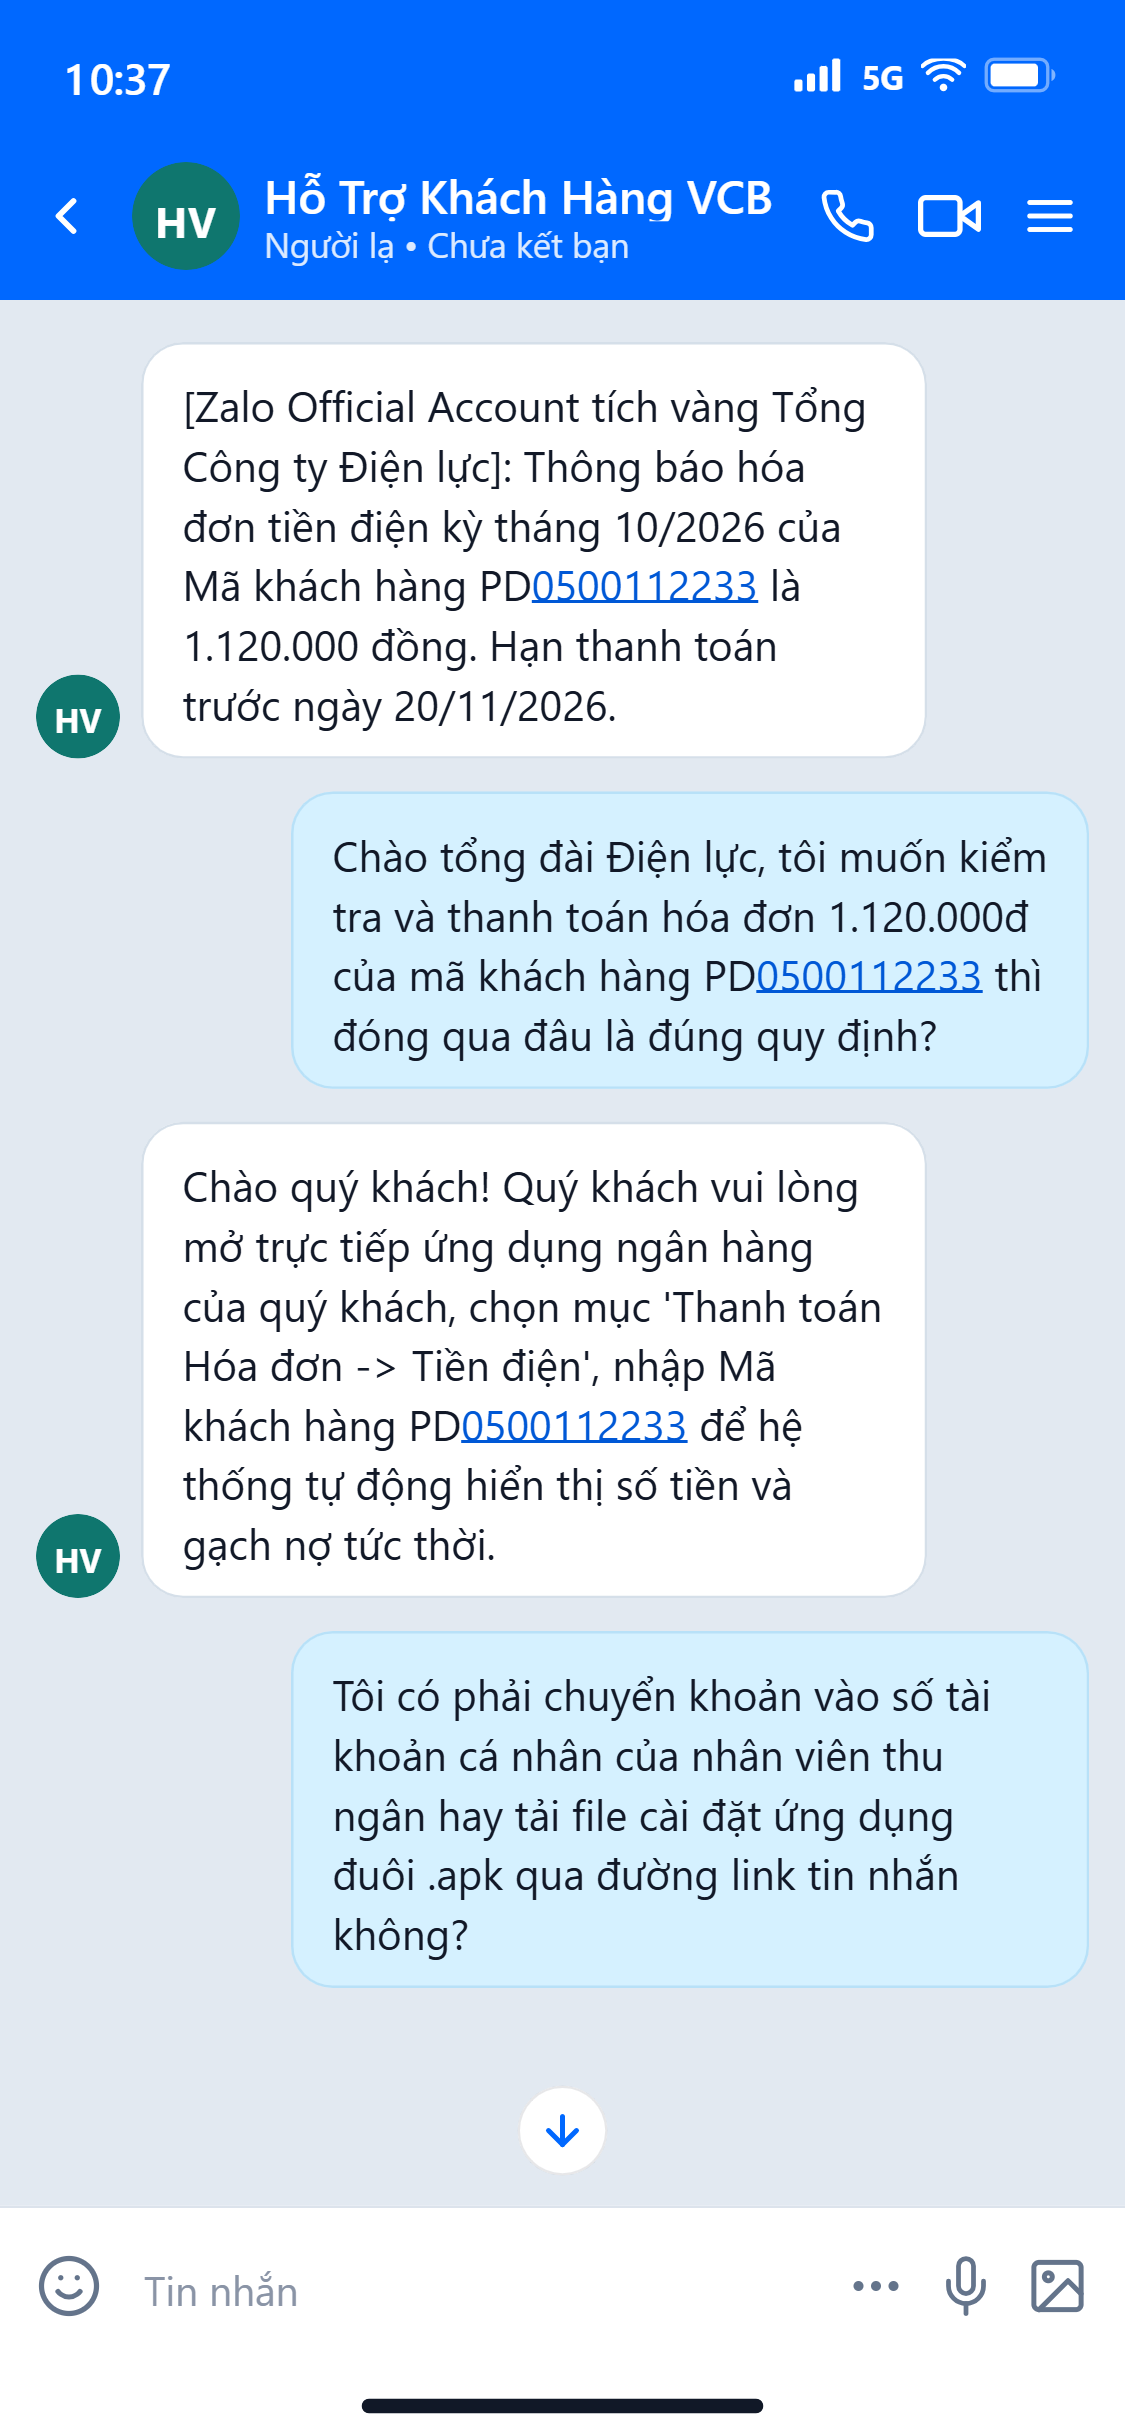 10:37
5G
HV
Hỗ Trợ Khách Hàng VCB
Người lạ • Chưa kết bạn
[Zalo Official Account tích vàng Tổng
Công ty Điện lực]: Thông báo hóa
đơn tiền điện kỳ tháng 10/2026 của
Mã khách hàng PD0500112233 là
1.120.000 đồng. Hạn thanh toán
trước ngày 20/11/2026.
HV
Chào tổng đài Điện lực, tôi muốn kiểm
tra và thanh toán hóa đơn 1.120.000đ
của mã khách hàng PD0500112233 thì
đóng qua đâu là đúng quy định?
Chào quý khách! Quý khách vui lòng
mở trực tiếp ứng dụng ngân hàng
của quý khách, chọn mục 'Thanh toán
Hóa đơn -> Tiền điện', nhập Mã
khách hàng PD0500112233 để hệ
thống tự động hiển thị số tiền và
gạch nợ tức thời.
HV
Tôi có phải chuyển khoản vào số tài
khoản cá nhân của nhân viên thu
ngân hay tải file cài đặt ứng dụng
đuôi .apk qua đường link tin nhắn
không?
Tin nhắn